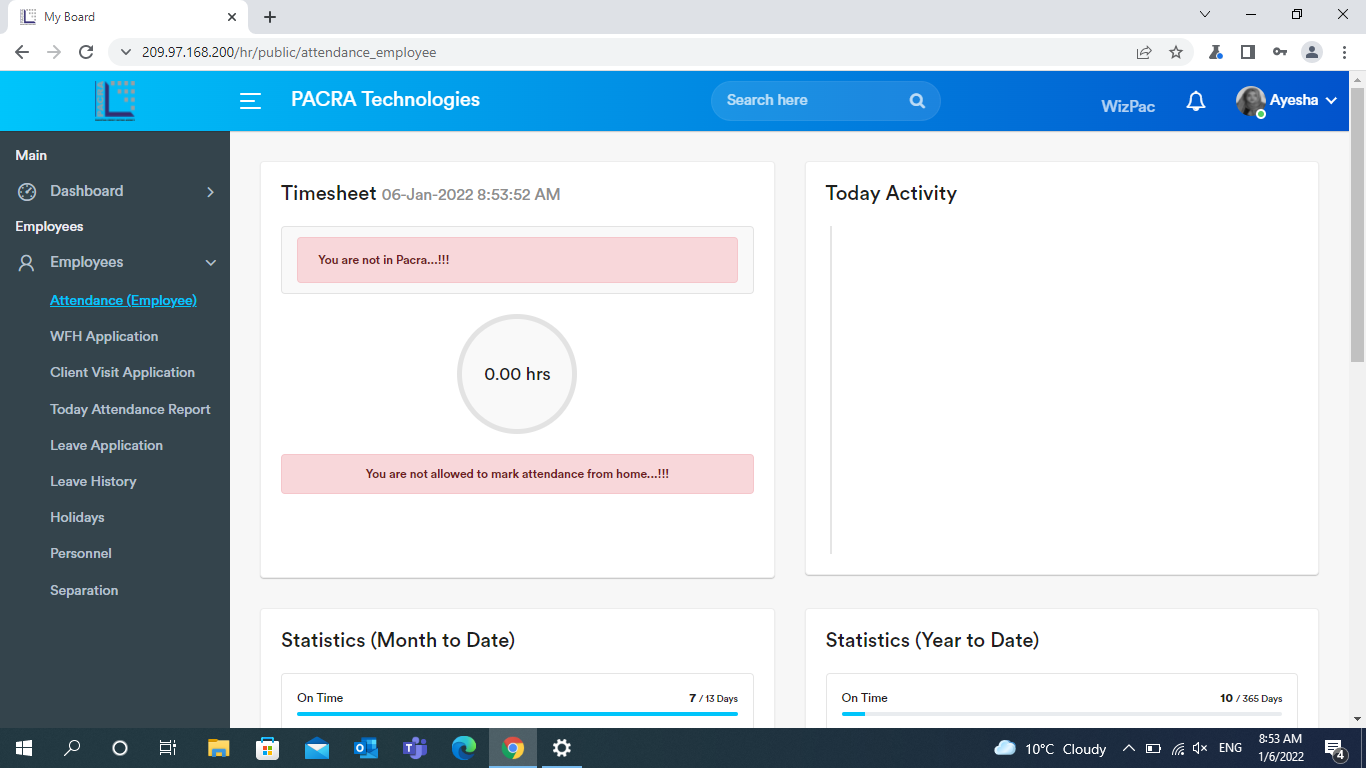 My Board
209.97.168.200/hr/public/attendance_employee
PACRA Technologies
Search here
WizPac
Ayesha
Main
Dashboard
Employees
Employees
Attendance (Employee)
WFH Application
Client Visit Application
Today Attendance Report
Leave Application
Leave History
Holidays
Personnel
Separation
Timesheet 06-Jan-2022 8:53:52 AM
You are not in Pacra...!!!
0.00 hrs
You are not allowed to mark attendance from home...!!!
Today Activity
Statistics (Month to Date)
On Time 7 / 13 Days
Statistics (Year to Date)
On Time 10 / 365 Days
10°C Cloudy
ENG
8:53 AM
1/6/2022
4